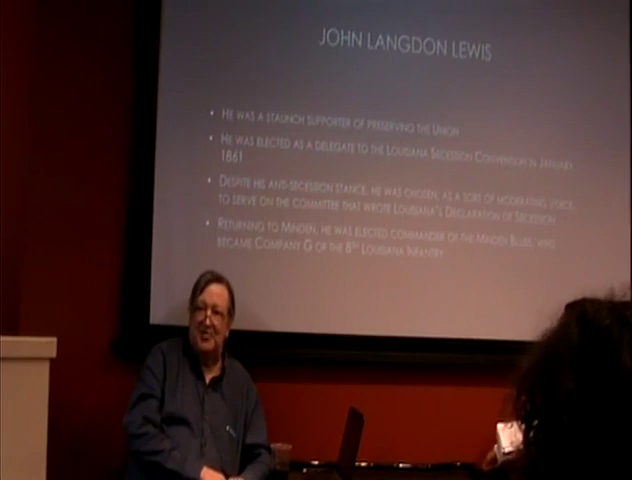 JOHN LANGDON LEWIS
• HE WAS A STAUNCH SUPPORTER OF PRESERVING THE UNION
• HE WAS ELECTED AS A DELEGATE TO THE LOUISIANA SECESSION CONVENTION IN JANUARY
1861
• DESPITE HIS ANTI-SECESSION STANCE, HE WAS CHOSEN, AS A SORT OF MODERATING VOICE,
TO SERVE ON THE COMMITTEE THAT WROTE LOUISIANA'S DECLARATION OF SECESSION
• RETURNING TO MINDEN, HE WAS ELECTED COMMANDER OF THE MINDEN BLUES, WHO
BECAME COMPANY G OF THE 8TH LOUISIANA INFANTRY